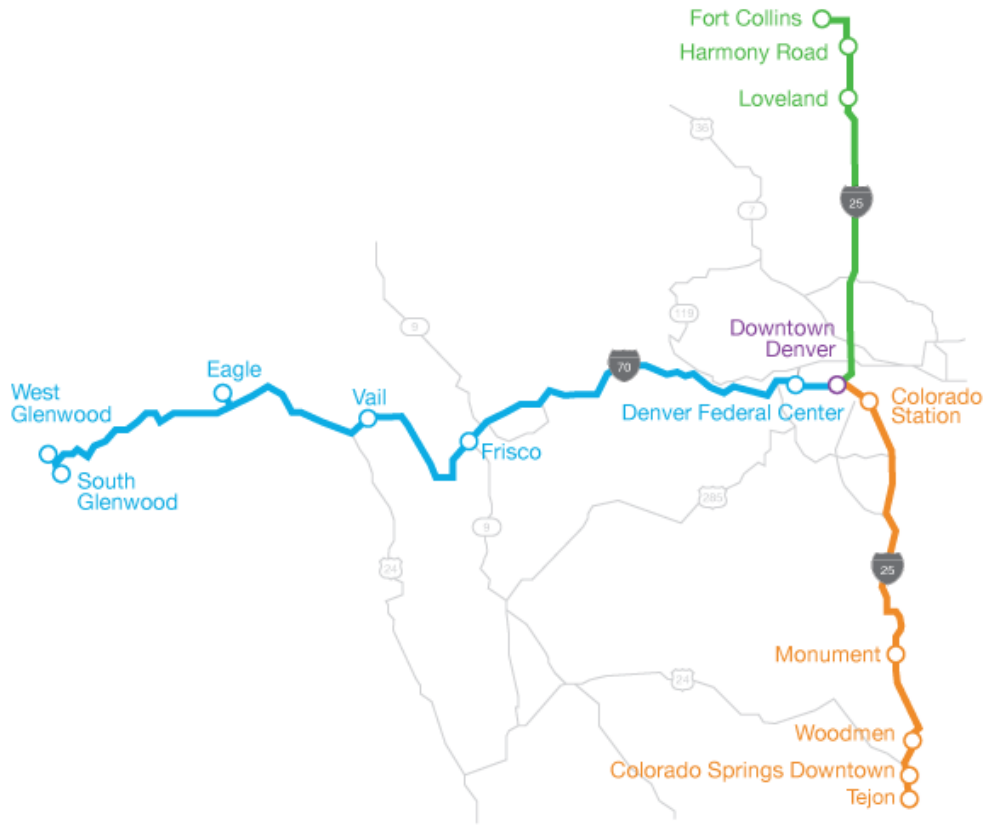 Fort Collins
Harmony Road
Loveland
36
25
7
119
9
Downtown
Denver
70
Eagle
West
Glenwood
Vail
Denver Federal Center
Colorado
Station
Frisco
South
Glenwood
285
9
24
25
Monument
24
Woodmen
Colorado Springs Downtown
Tejon